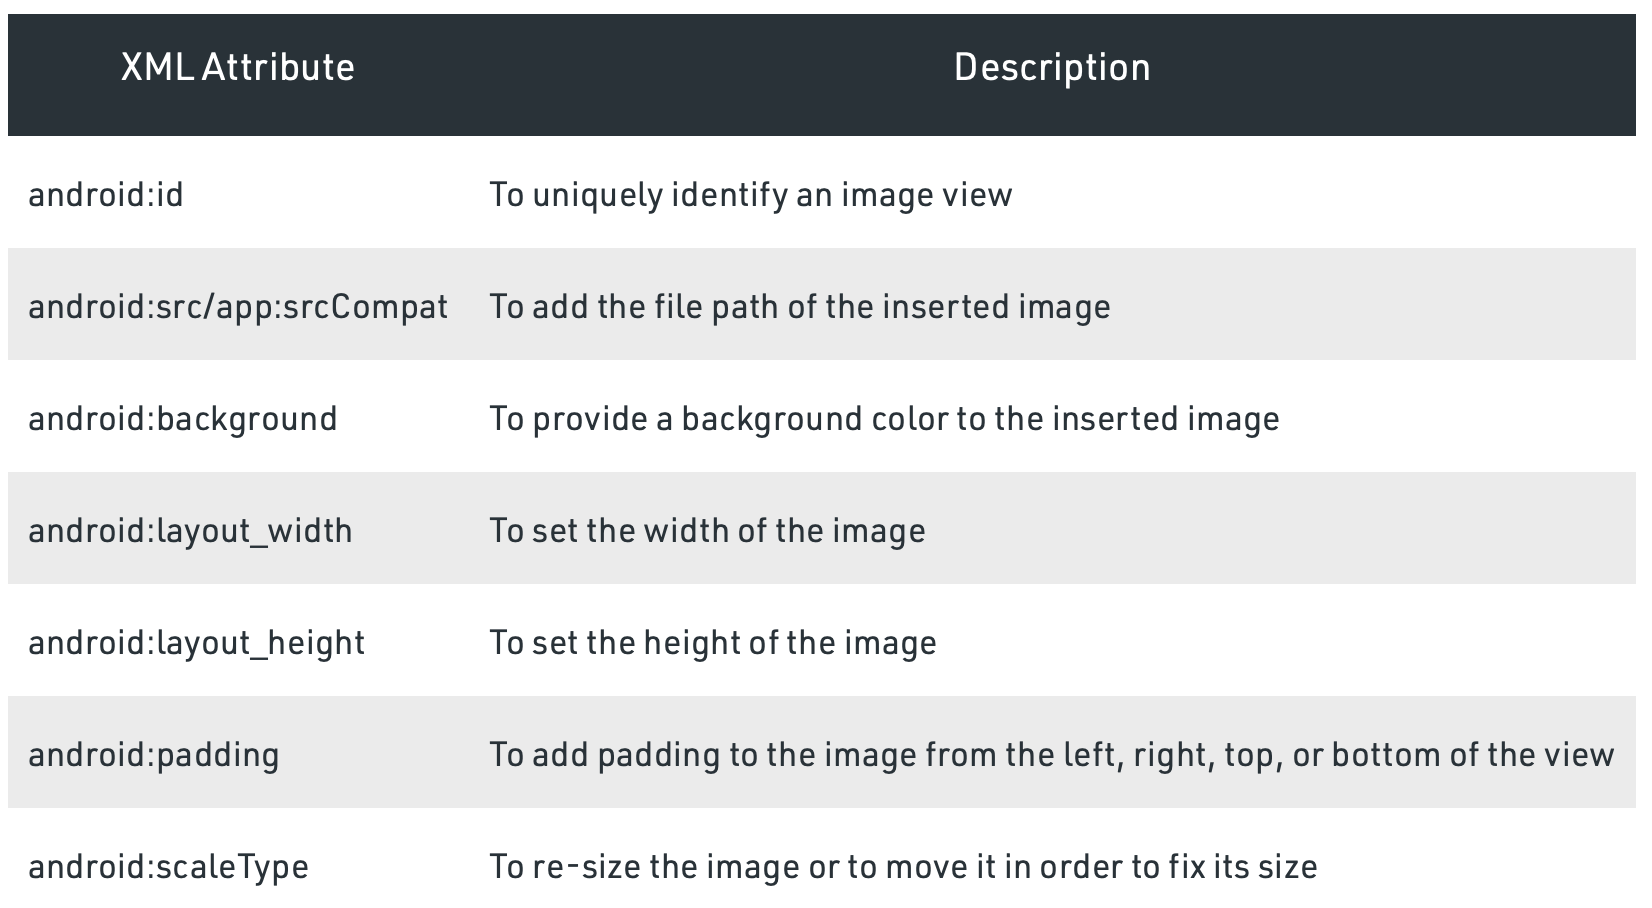 XML Attribute Description
android:id To uniquely identify an image view
android:src/app:srcCompat To add the file path of the inserted image
android:background To provide a background color to the inserted image
android:layout_width To set the width of the image
android:layout_height To set the height of the image
android:padding To add padding to the image from the left, right, top, or bottom of the view
android:scaleType To re-size the image or to move it in order to fix its size